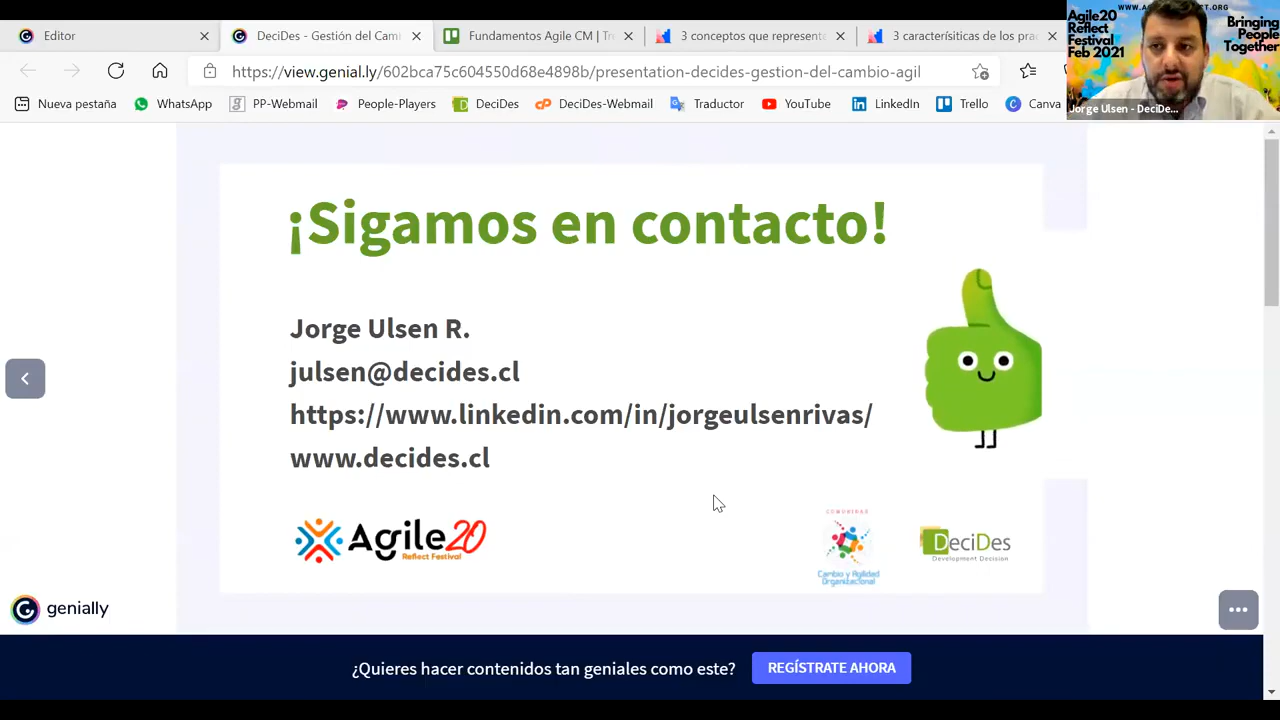 Editor
DeciDes - Gestión del Cam
Fundamentos Agile CM | Tr
3 conceptos que represent
3 caracterísiticas de los pra
https://view.genial.ly/602bca75c604550d68e4898b/presentation-decides-gestion-del-cambio-agil
Nueva pestaña
WhatsApp
PP-Webmail
People-Players
DeciDes
DeciDes-Webmail
Traductor
YouTube
LinkedIn
Trello
Canva
Agile20
Reflect
Festival
Feb 2021
Bringing
People
Together
Jorge Ulsen - DeciDe...
¡Sigamos en contacto!
Jorge Ulsen R.
julsen@decides.cl
https://www.linkedin.com/in/jorgeulsenrivas/
www.decides.cl
Agile20
Reflect Festival
COMUNIDAD
Cambio y Agilidad
Organizacional
DeciDes
Development Decision
genially
¿Quieres hacer contenidos tan geniales como este?
REGÍSTRATE AHORA